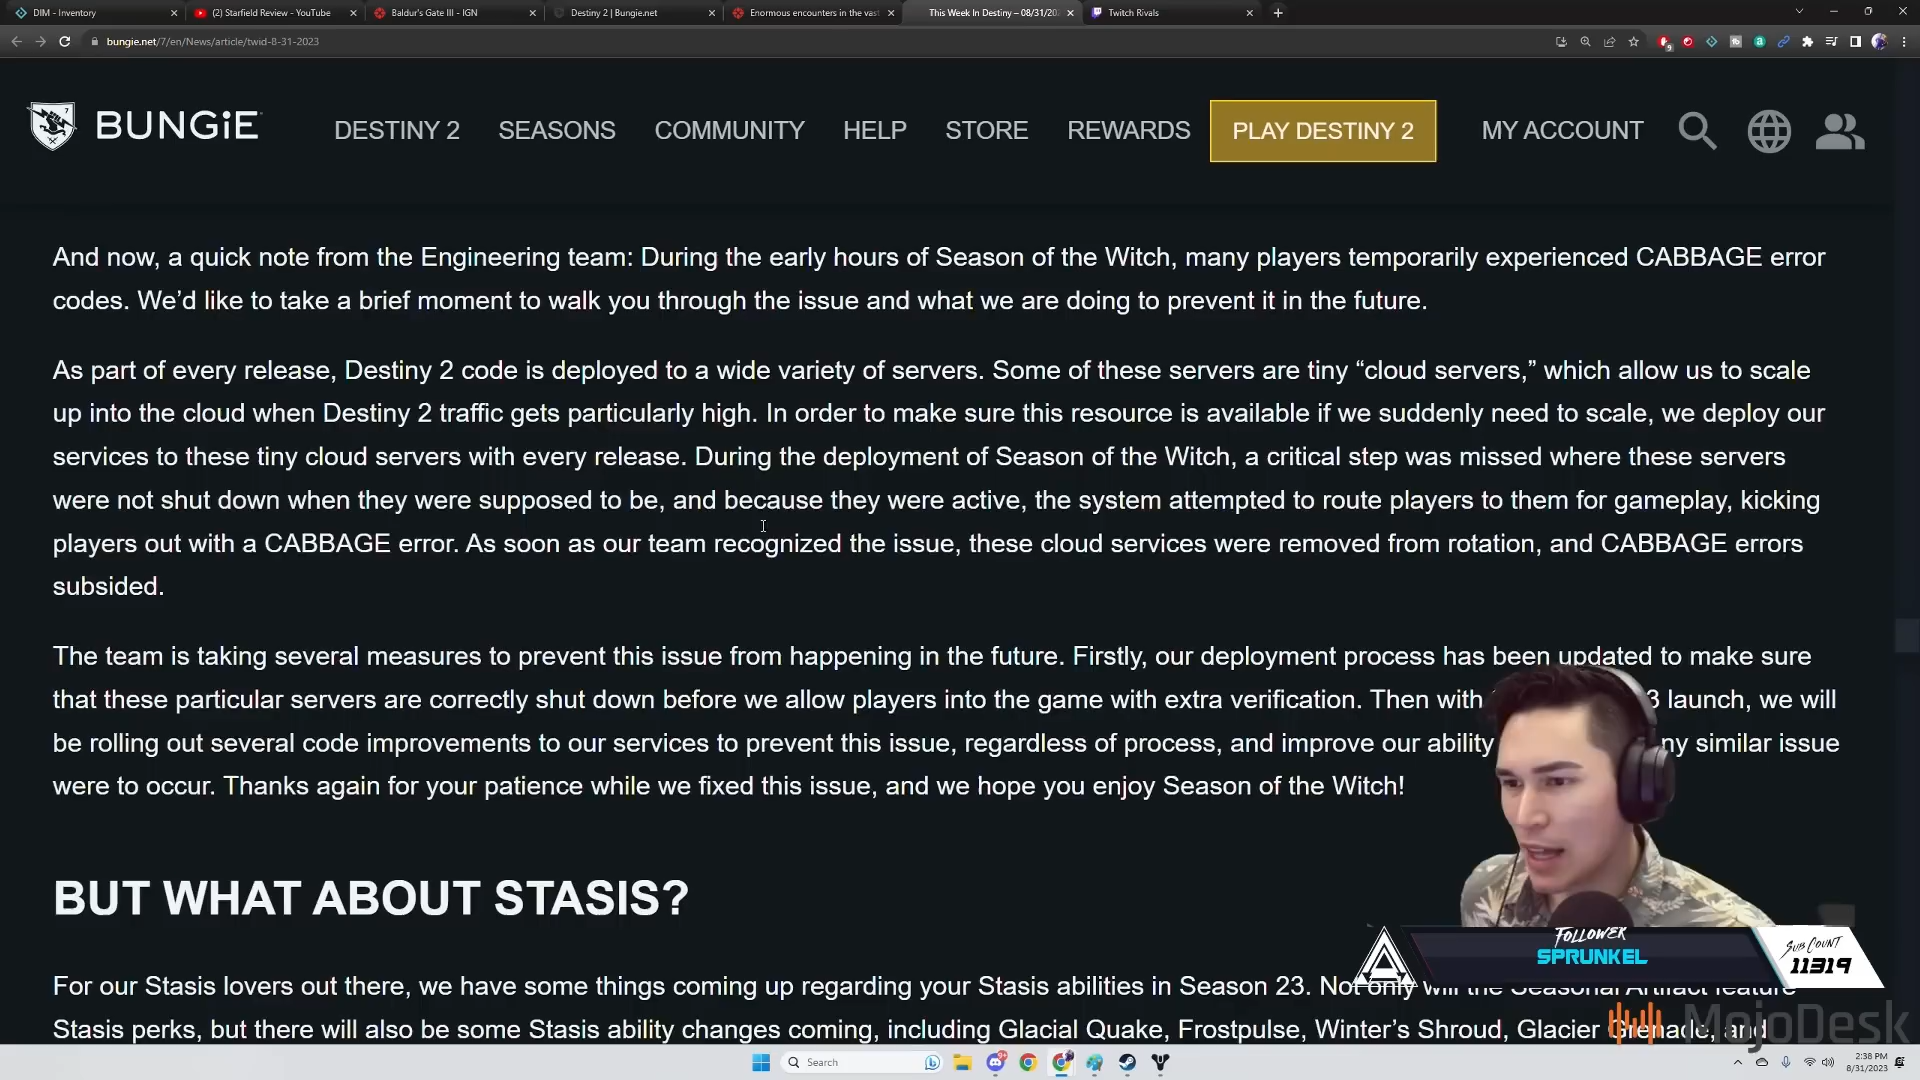 DIM - Inventory
(2) Starfield Review - YouTube
Baldur's Gate III - IGN
Destiny 2 | Bungie.net
Enormous encounters in the vast
This Week In Destiny – 08/31/20
Twitch Rivals
bungie.net/7/en/News/article/twid-8-31-2023
BUNGiE
DESTINY 2
SEASONS
COMMUNITY
HELP
STORE
REWARDS
PLAY DESTINY 2
MY ACCOUNT
And now, a quick note from the Engineering team: During the early hours of Season of the Witch, many players temporarily experienced CABBAGE error
codes. We’d like to take a brief moment to walk you through the issue and what we are doing to prevent it in the future.
As part of every release, Destiny 2 code is deployed to a wide variety of servers. Some of these servers are tiny “cloud servers,” which allow us to scale
up into the cloud when Destiny 2 traffic gets particularly high. In order to make sure this resource is available if we suddenly need to scale, we deploy our
services to these tiny cloud servers with every release. During the deployment of Season of the Witch, a critical step was missed where these servers
were not shut down when they were supposed to be, and because they were active, the system attempted to route players to them for gameplay, kicking
players out with a CABBAGE error. As soon as our team recognized the issue, these cloud services were removed from rotation, and CABBAGE errors
subsided.
The team is taking several measures to prevent this issue from happening in the future. Firstly, our deployment process has been updated to make sure
that these particular servers are correctly shut down before we allow players into the game with extra verification. Then with 3 launch, we will
be rolling out several code improvements to our services to prevent this issue, regardless of process, and improve our ability ny similar issue
were to occur. Thanks again for your patience while we fixed this issue, and we hope you enjoy Season of the Witch!
BUT WHAT ABOUT STASIS?
For our Stasis lovers out there, we have some things coming up regarding your Stasis abilities in Season 23. Not only will the Seasonal Artifact feature
Stasis perks, but there will also be some Stasis ability changes coming, including Glacial Quake, Frostpulse, Winter’s Shroud, Glacier Grenade, and
FOLLOWER
SPRUNKEL
SUB COUNT
11319
MojoDesk
Search
2:38 PM
8/31/2023